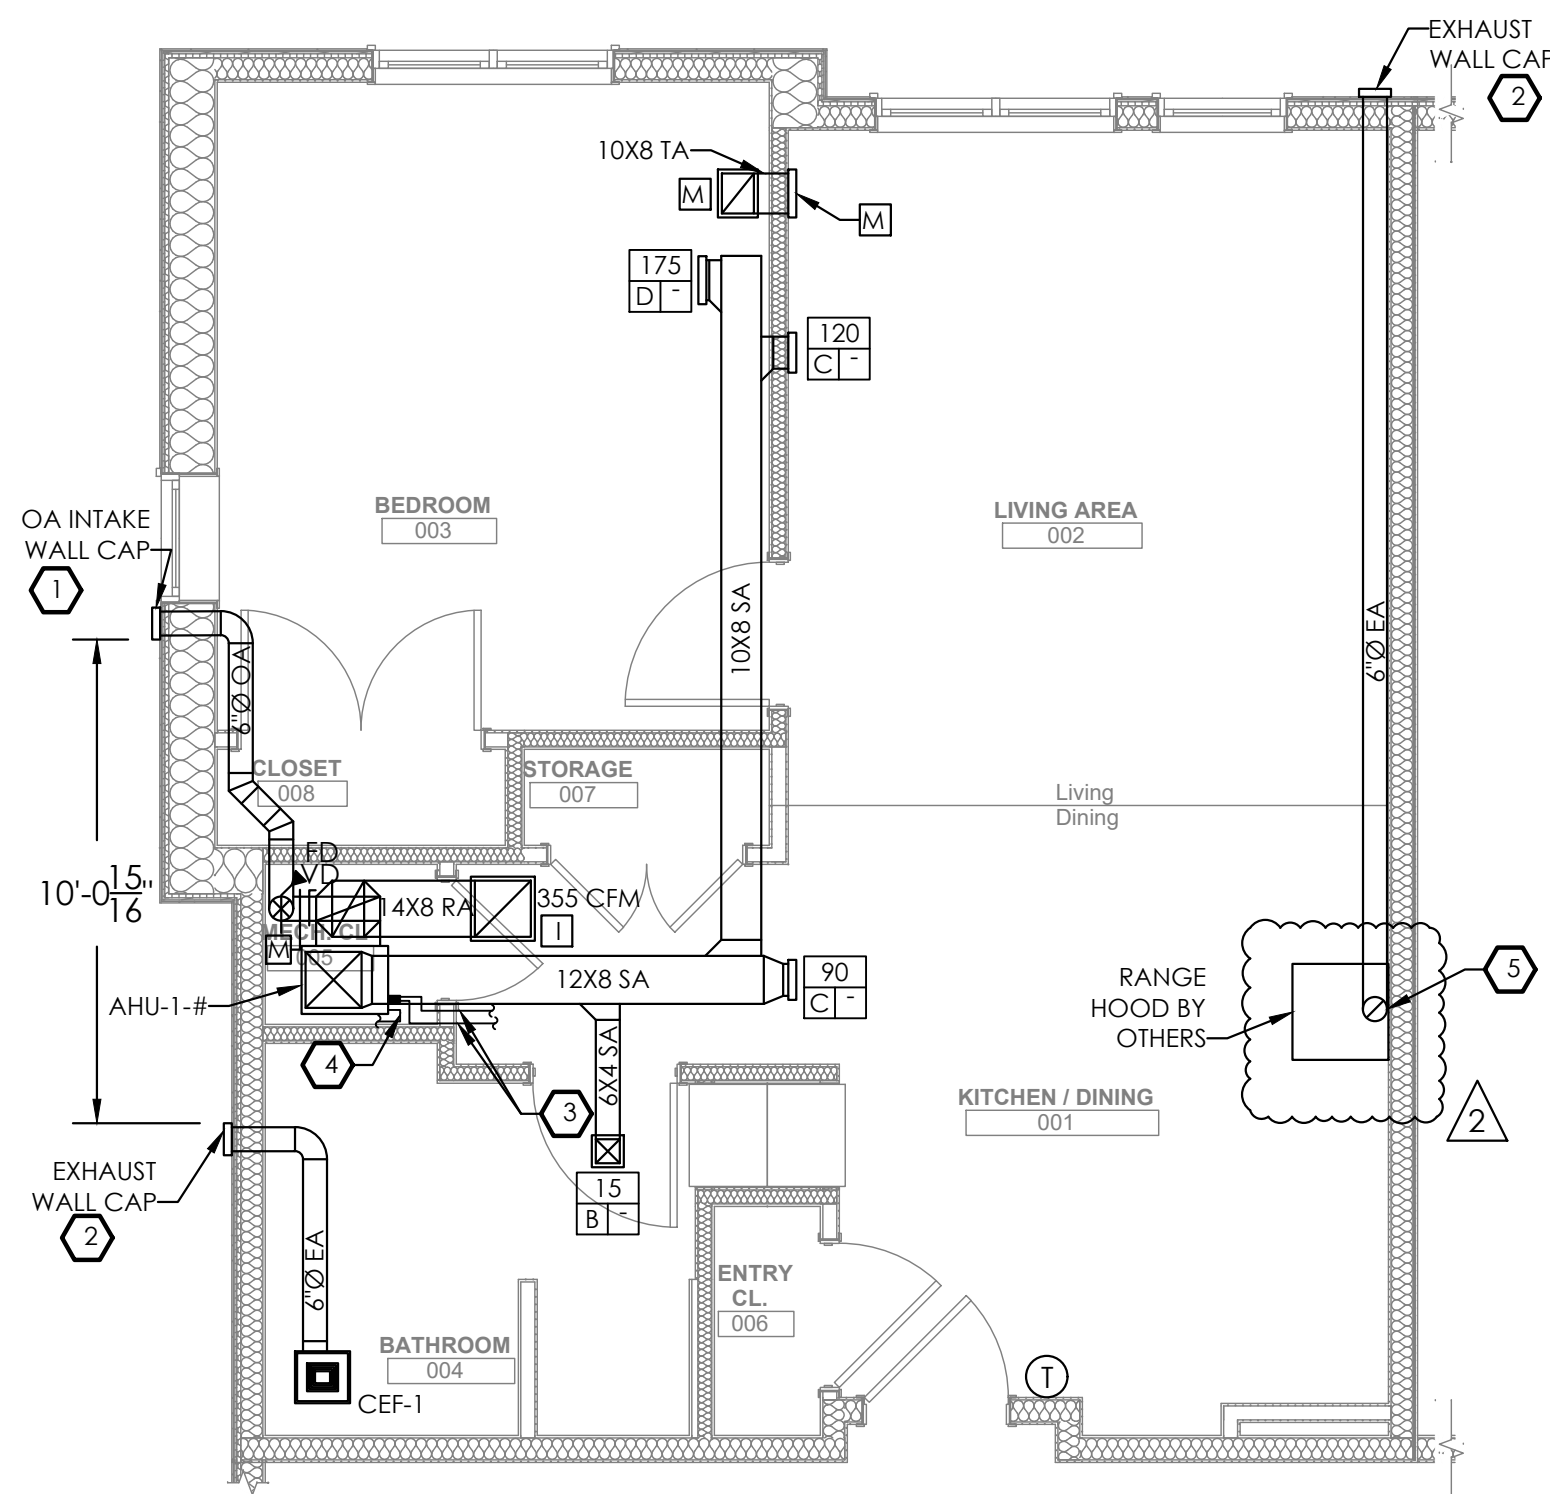 EXHAUST
WALL CAP
2
10X8 TA
M
M
175
D -
120
C -
BEDROOM
003
LIVING AREA
002
OA INTAKE
WALL CAP
1
6"Ø OA
10X8 SA
6"Ø EA
CLOSET
008
STORAGE
007
Living
Dining
FD
VD
10'-0 15/16"
14X8 RA
355 CFM
I
MECH. CL
005
M
12X8 SA
90
C -
AHU-1-#
RANGE
HOOD BY
OTHERS
5
4
3
6X4 SA
KITCHEN / DINING
001
2
EXHAUST
WALL CAP
2
15
B -
6"Ø EA
ENTRY
CL.
006
BATHROOM
004
CEF-1
T